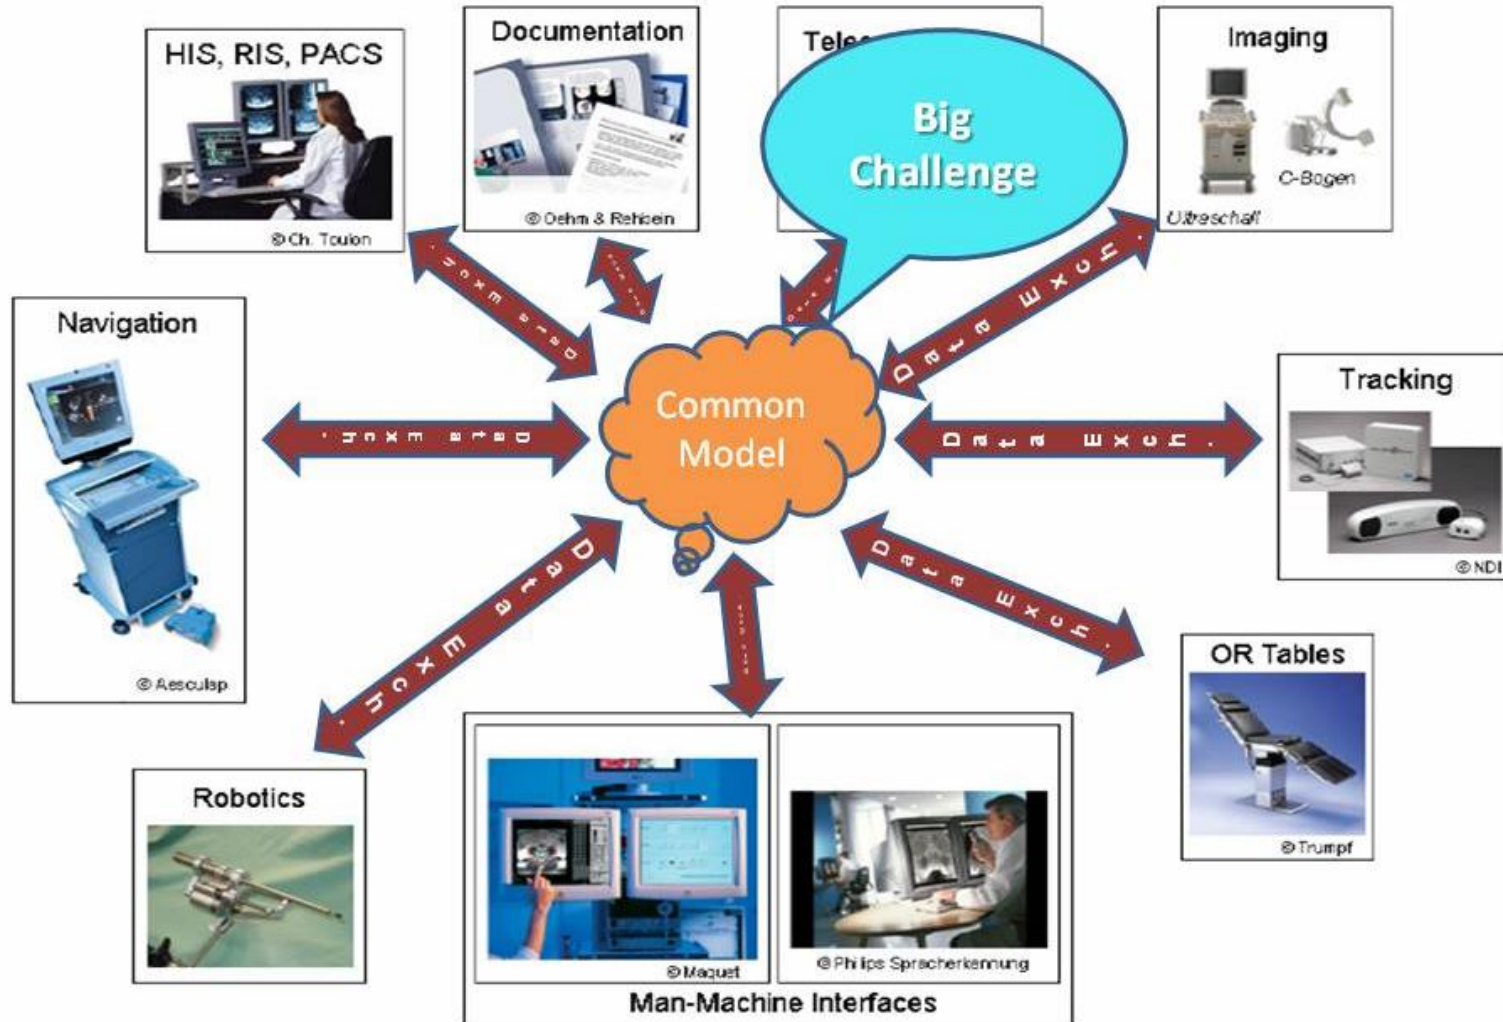 HIS, RIS, PACS
© Ch. Toulon
Documentation
© Oehm & Rehbein
Big
Challenge
Imaging
C-Bogen
Ultraschall
Navigation
© Aesculap
Common
Model
Tracking
© NDI
Data Exch.
Data Exch.
Data Exch.
Data Exch.
Data Exch.
Data Exch.
OR Tables
© Trumpf
Robotics
© Maquet
© Philips Spracherkennung
Man-Machine Interfaces